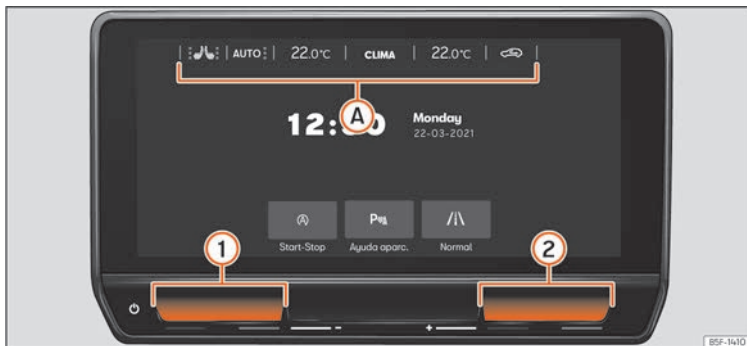 AUTO 22.0°C CLIMA 22.0°C
A
12: 0 Monday
22-03-2021
P
Start-Stop Ayuda aparc. Normal
1 2
- +
B5F-1410